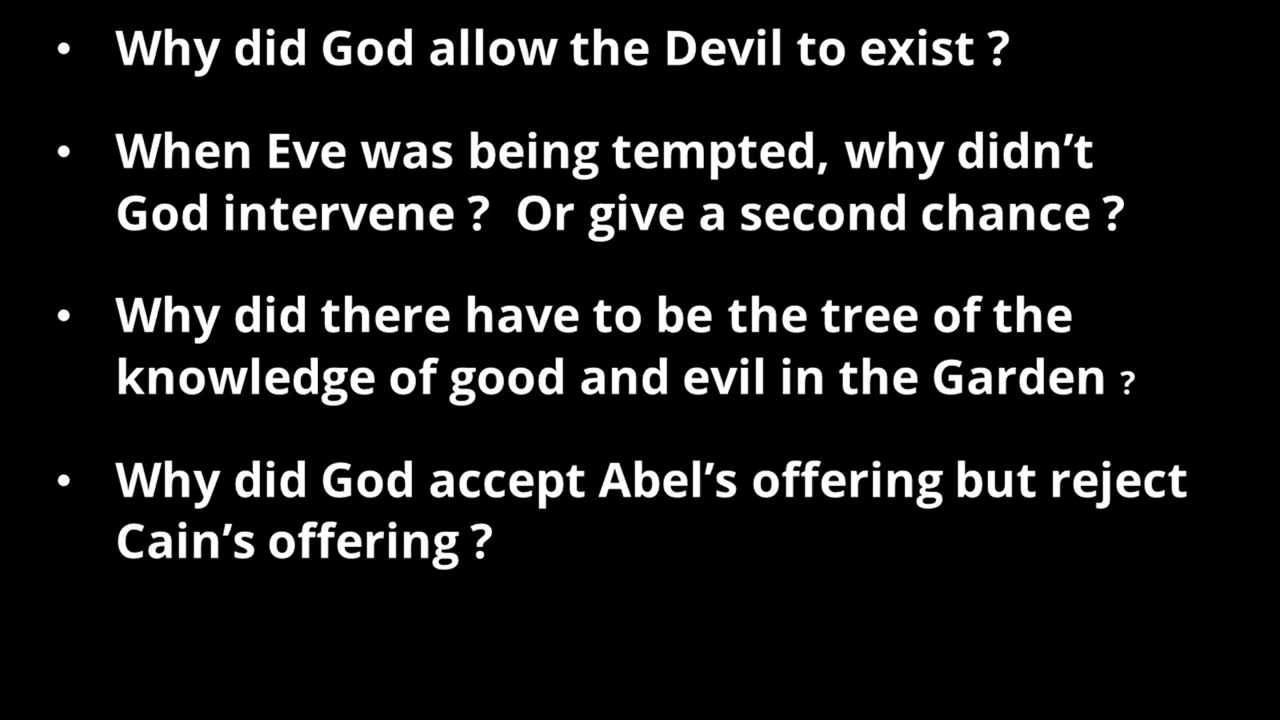 • Why did God allow the Devil to exist ?
• When Eve was being tempted, why didn’t
God intervene ?  Or give a second chance ?
• Why did there have to be the tree of the
knowledge of good and evil in the Garden ?
• Why did God accept Abel’s offering but reject
Cain’s offering ?